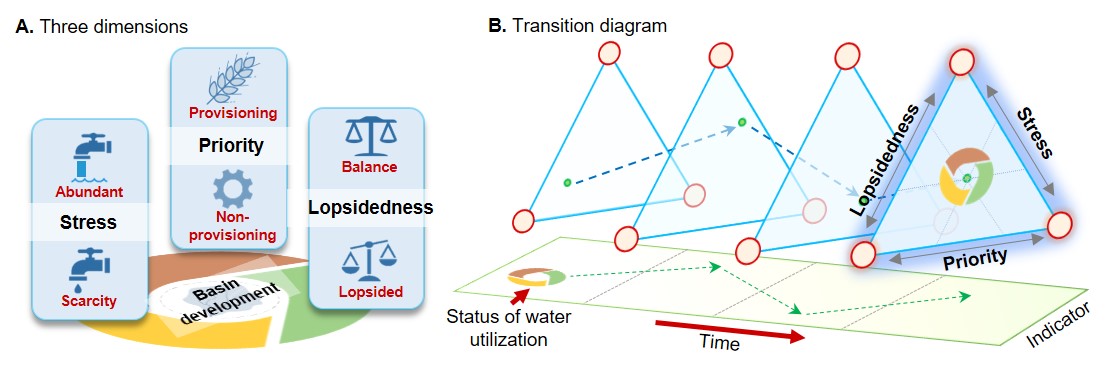 A. Three dimensions
Provisioning
Priority
Non-
provisioning
Abundant
Stress
Scarcity
Balance
Lopsidedness
Lopsided
Basin
development
B. Transition diagram
Lopsidedness
Stress
Priority
Status of water
utilization
Time
Indicator